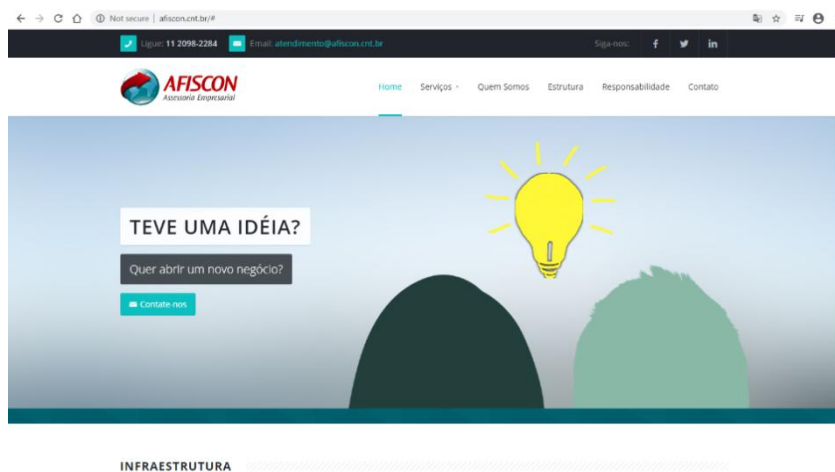 Not secure | afiscon.cnt.br/#
Ligue: 11 2098-2284 Email: atendimento@afiscon.cnt.br Siga-nos: f in
AFISCON
Assessoria Empresarial
Home Serviços Quem Somos Estrutura Responsabilidade Contato
TEVE UMA IDÉIA?
Quer abrir um novo negócio?
Contate-nos
INFRAESTRUTURA